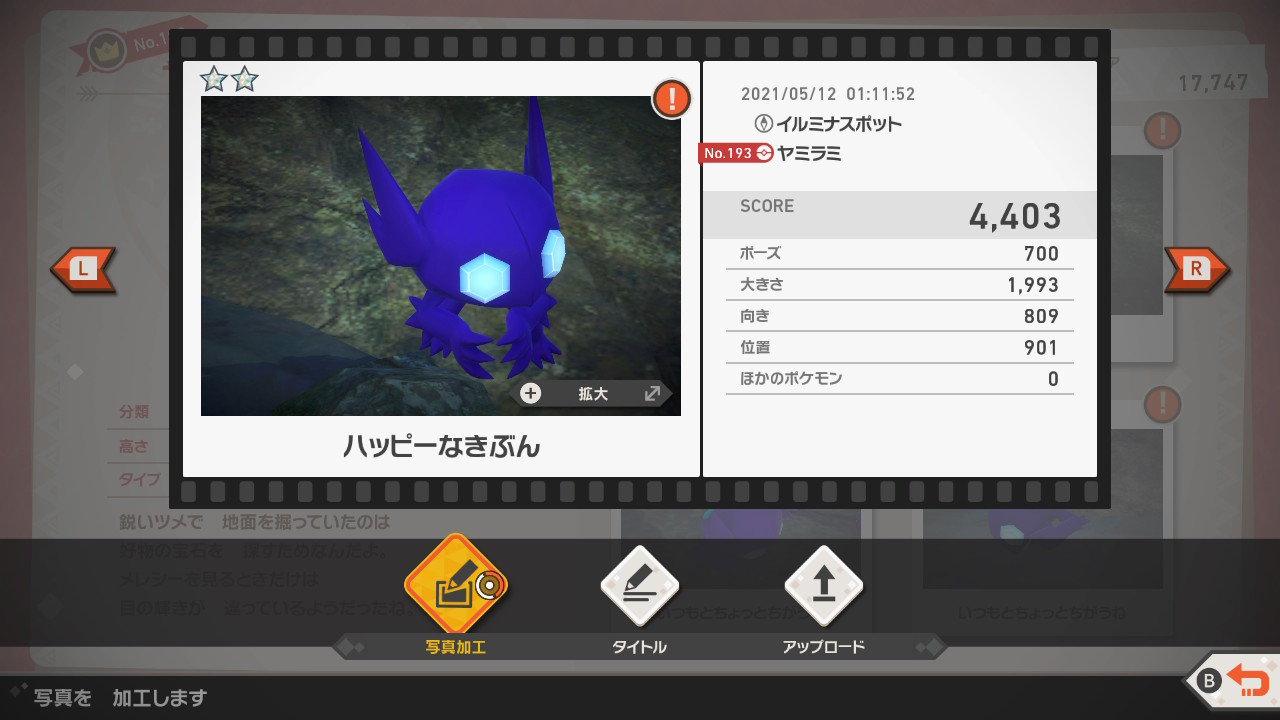 No.1
17,747
2021/05/12 01:11:52
イルミナスポット
No.193 ヤミラミ
SCORE 4,403
ポーズ 700
大きさ 1,993
向き 809
位置 901
ほかのポケモン 0
+ 拡大
ハッピーなきぶん
L
R
分類
高さ
タイプ
鋭いツメで 地面を掘っていたのは
好物の宝石を 探すためなんだよ。
メレシーを見るときだけは
目の輝きが 違っているようだったわ
いつもとちょっとちがうな
いつもとちょっとちがうな
写真加工
タイトル
アップロード
B
写真を 加工します